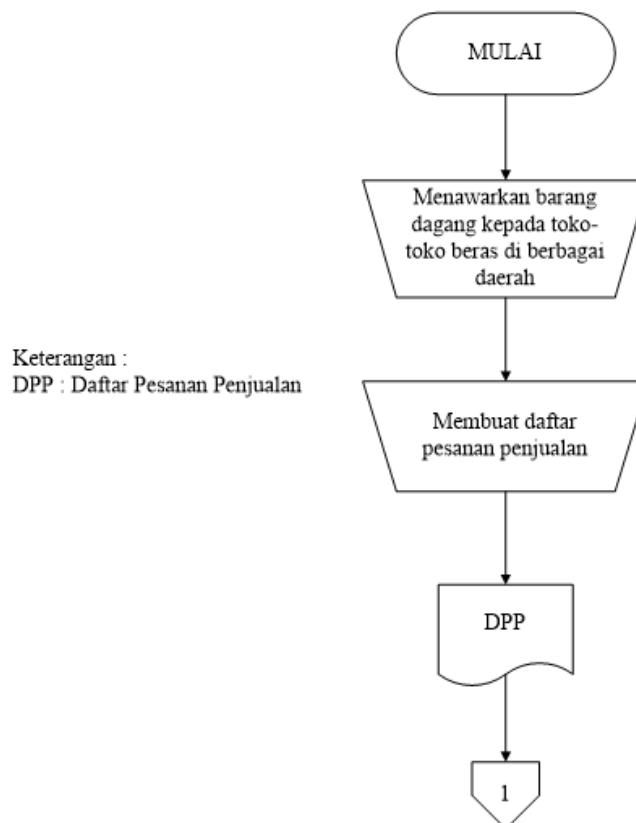 MULAI
Menawarkan barang
dagang kepada toko-
toko beras di berbagai
daerah
Keterangan :
DPP : Daftar Pesanan Penjualan
Membuat daftar
pesanan penjualan
DPP
1